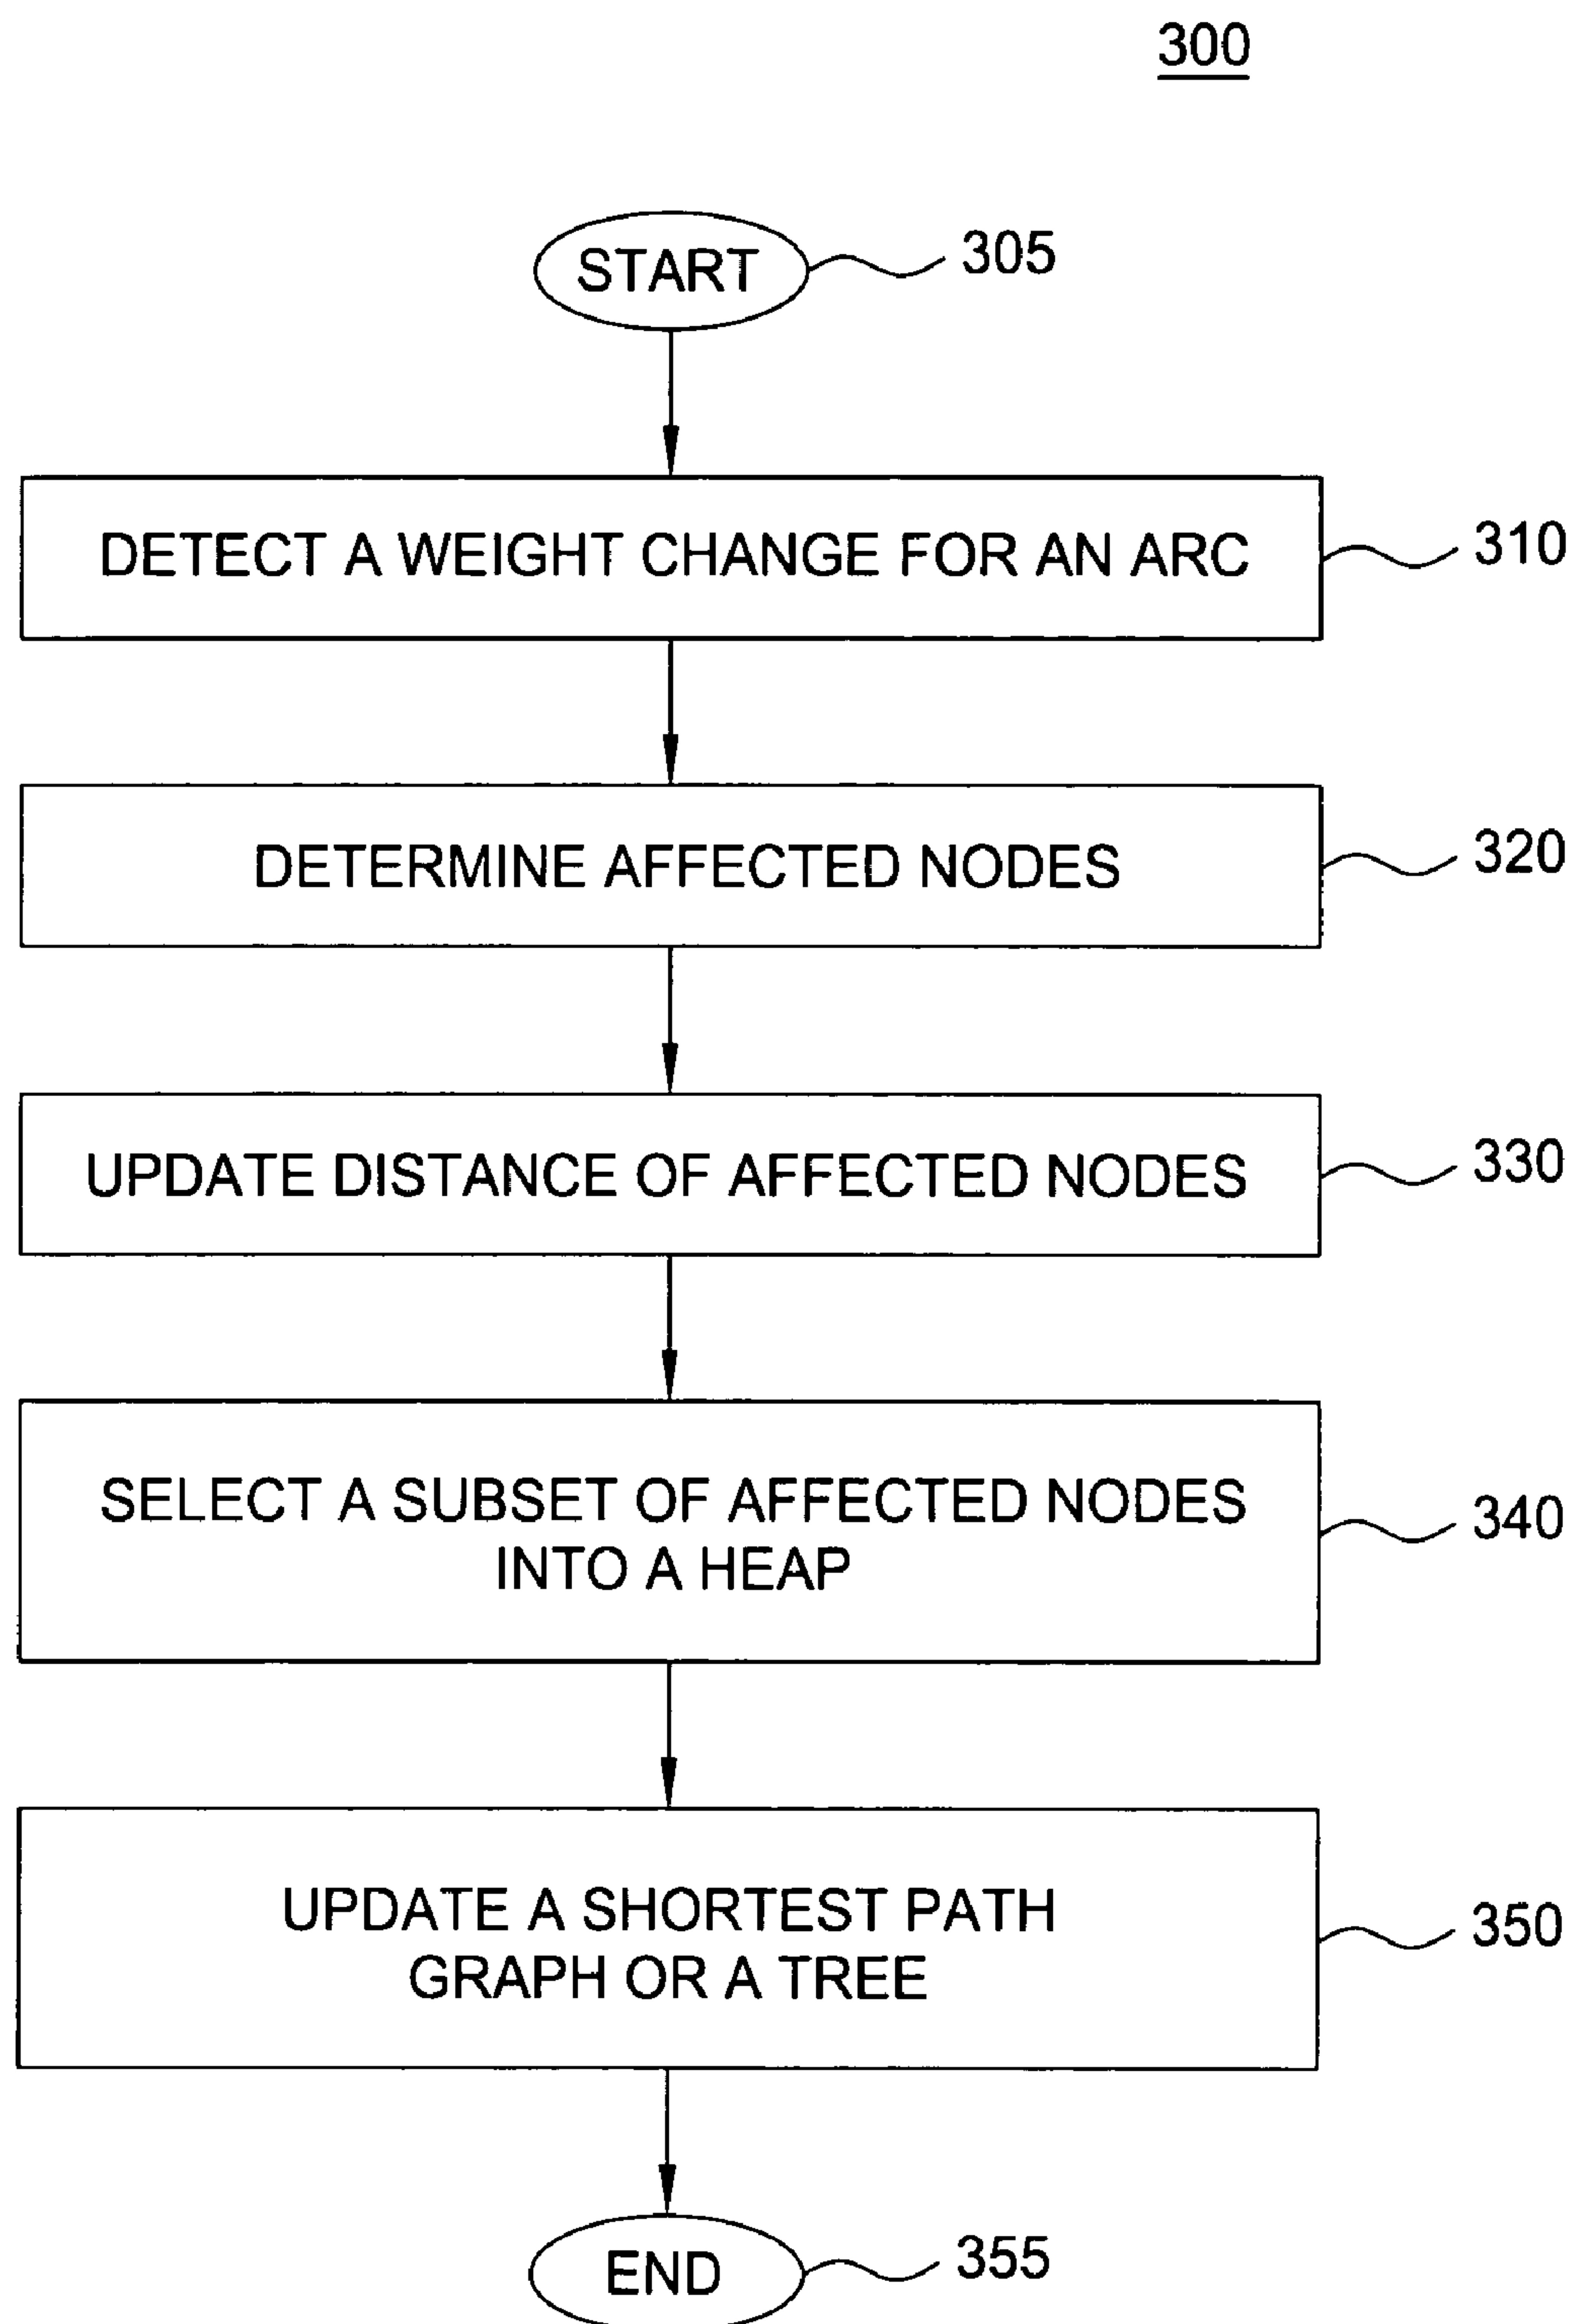 300
START
305
DETECT A WEIGHT CHANGE FOR AN ARC
310
DETERMINE AFFECTED NODES
320
UPDATE DISTANCE OF AFFECTED NODES
330
SELECT A SUBSET OF AFFECTED NODES
INTO A HEAP
340
UPDATE A SHORTEST PATH
GRAPH OR A TREE
350
END
355